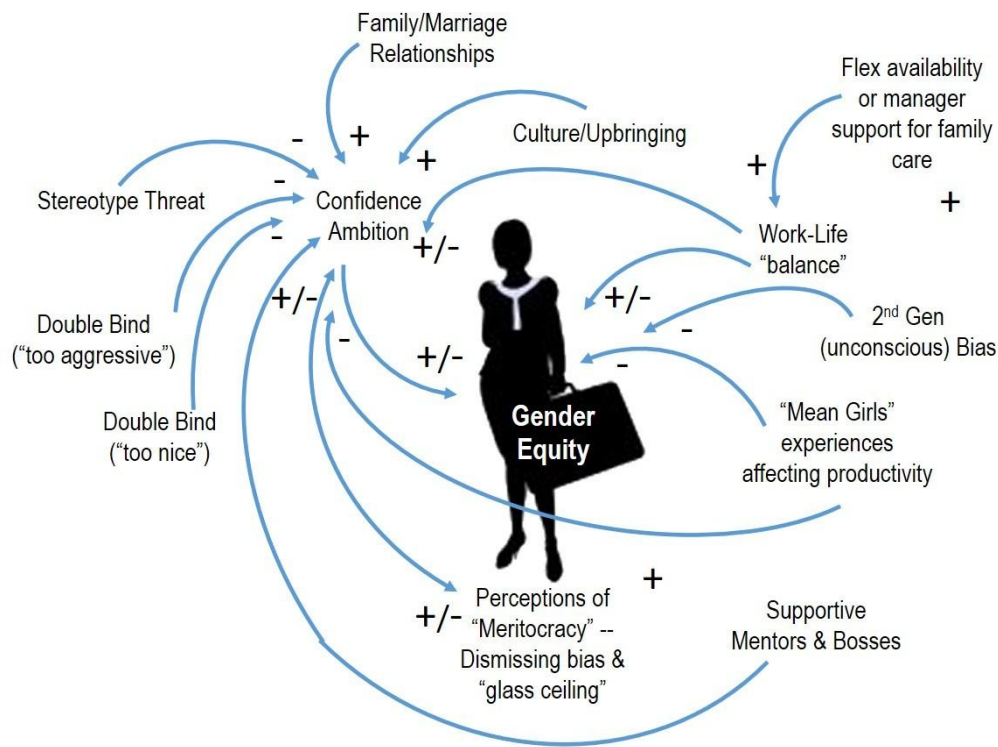 Family/Marriage
Relationships
Flex availability
or manager
support for family
care
Culture/Upbringing
-
+
+
+
+
Stereotype Threat
-
Confidence
Ambition
-
+/-
Work-Life
“balance”
+/-
+/-
-
2nd Gen
(unconscious) Bias
Double Bind
(“too aggressive”)
-
+/-
-
Gender
Equity
“Mean Girls”
experiences
affecting productivity
Double Bind
(“too nice”)
+
+/-
Perceptions of
“Meritocracy” --
Dismissing bias &
“glass ceiling”
Supportive
Mentors & Bosses